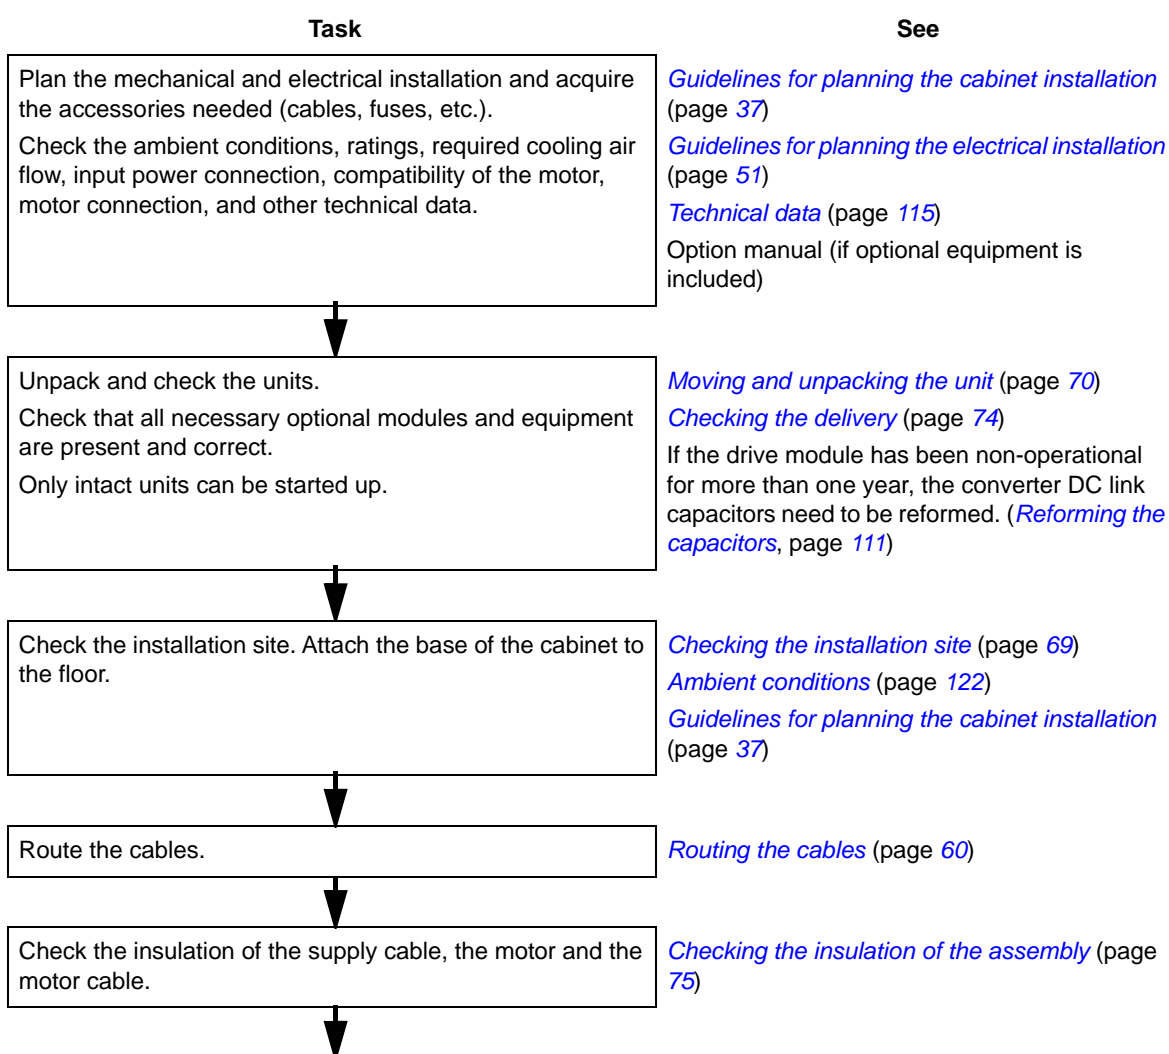 Task
See
Plan the mechanical and electrical installation and acquire
the accessories needed (cables, fuses, etc.).
Check the ambient conditions, ratings, required cooling air
flow, input power connection, compatibility of the motor,
motor connection, and other technical data.
Guidelines for planning the cabinet installation
(page 37)
Guidelines for planning the electrical installation
(page 51)
Technical data (page 115)
Option manual (if optional equipment is
included)
Unpack and check the units.
Check that all necessary optional modules and equipment
are present and correct.
Only intact units can be started up.
Moving and unpacking the unit (page 70)
Checking the delivery (page 74)
If the drive module has been non-operational
for more than one year, the converter DC link
capacitors need to be reformed. (Reforming the
capacitors, page 111)
Check the installation site. Attach the base of the cabinet to
the floor.
Checking the installation site (page 69)
Ambient conditions (page 122)
Guidelines for planning the cabinet installation
(page 37)
Route the cables.
Routing the cables (page 60)
Check the insulation of the supply cable, the motor and the
motor cable.
Checking the insulation of the assembly (page
75)